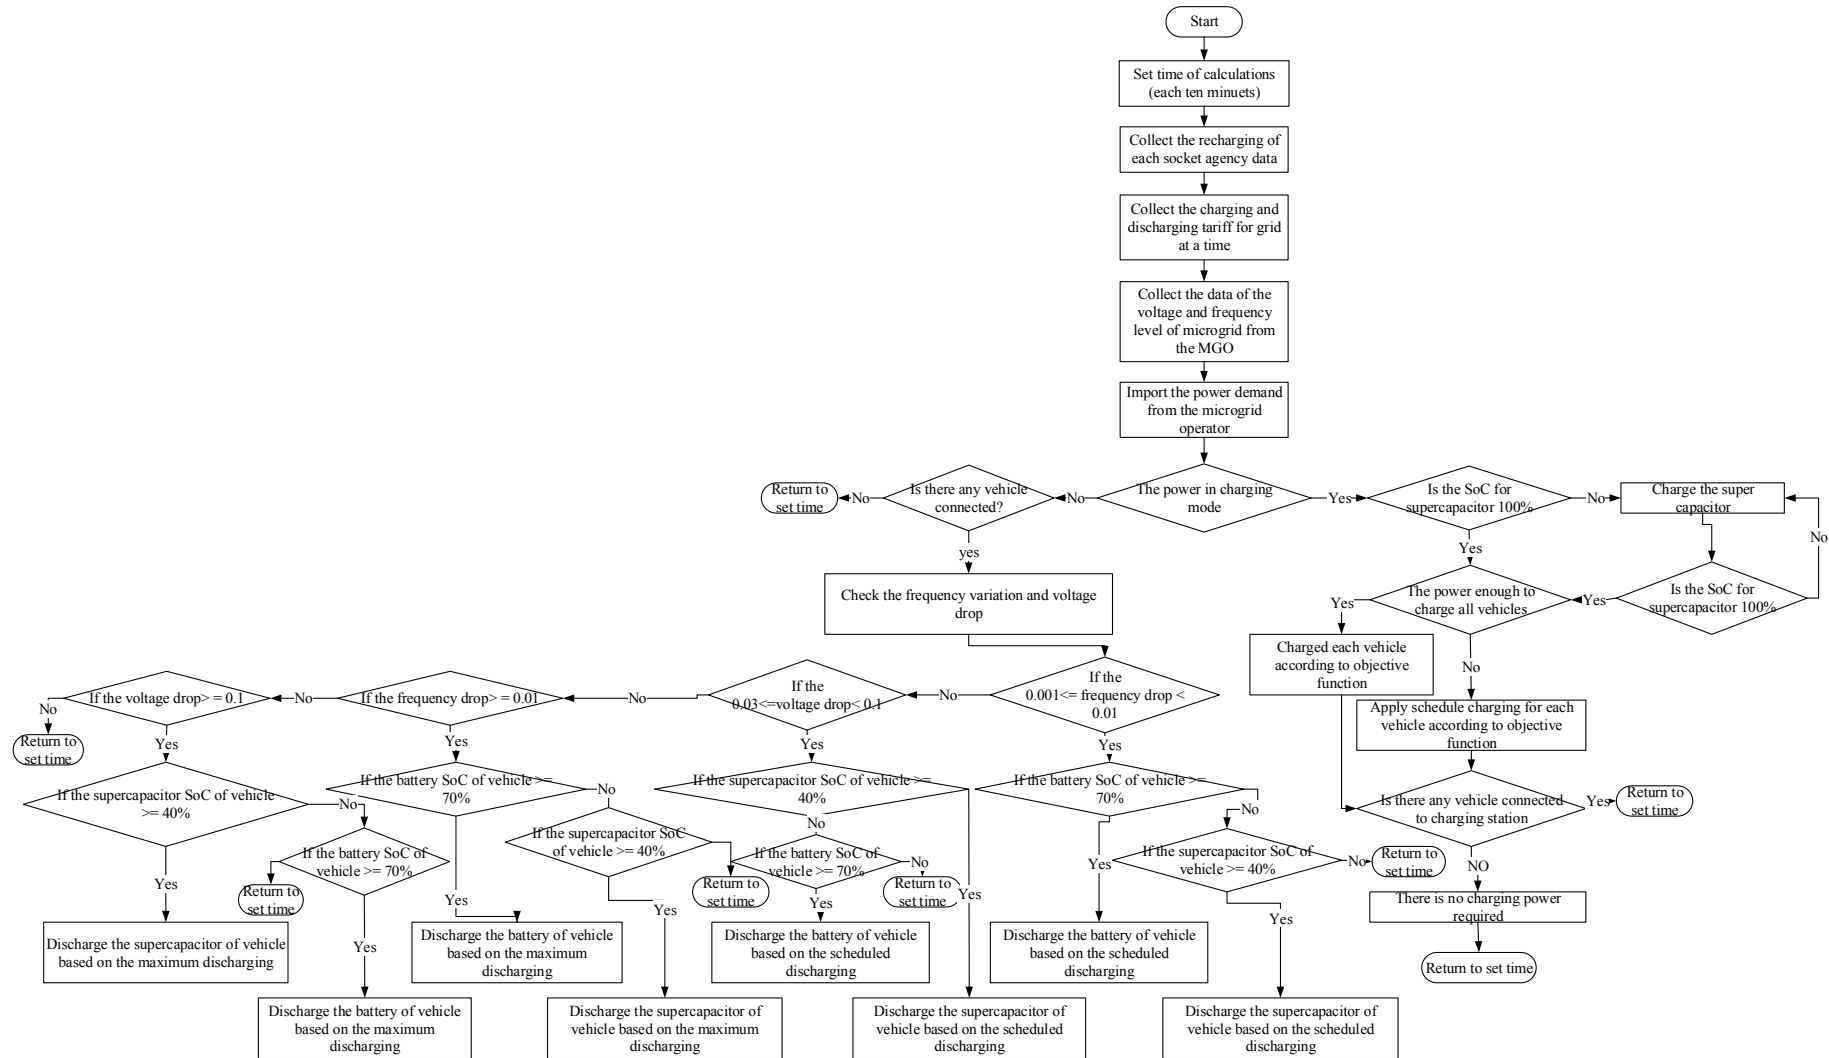 Start
Set time of calculations
(each ten minuets)
Collect the recharging of
each socket agency data
Collect the charging and
discharging tariff for grid
at a time
Collect the data of the
voltage and frequency
level of microgrid from
the MGO
Import the power demand
from the microgrid
operator
The power in charging
mode
No
Yes
Is there any vehicle
connected?
No
Return to
set time
yes
Is the SoC for
supercapacitor 100%
No
Charge the super
capacitor
Yes
No
Is the SoC for
supercapacitor 100%
Yes
The power enough to
charge all vehicles
Yes
Charged each vehicle
according to objective
function
No
Apply schedule charging for each
vehicle according to objective
function
Is there any vehicle connected
to charging station
Yes
Return to
set time
NO
There is no charging power
required
Return to set time
Check the frequency variation and voltage
drop
If the
0.001<= frequency drop <
0.01
No
If the
0.03<=voltage drop< 0.1
No
If the frequency drop> = 0.01
No
If the voltage drop> = 0.1
No
Return to
set time
Yes
Yes
Yes
Yes
If the supercapacitor SoC of vehicle
>= 40%
No
If the battery SoC of
vehicle >= 70%
Return to
set time
Yes
Discharge the supercapacitor of vehicle
based on the maximum discharging
Yes
Discharge the battery of vehicle
based on the maximum
discharging
If the battery SoC of vehicle >=
70%
No
If the supercapacitor SoC
of vehicle >= 40%
Return to
set time
Yes
Discharge the battery of vehicle
based on the maximum
discharging
Yes
Discharge the supercapacitor of
vehicle based on the maximum
discharging
If the supercapacitor SoC of vehicle >=
40%
No
If the battery SoC of
vehicle >= 70%
No
Return to
set time
Yes
Discharge the battery of vehicle
based on the scheduled
discharging
Yes
Discharge the supercapacitor of
vehicle based on the scheduled
discharging
If the battery SoC of vehicle >=
70%
No
If the supercapacitor SoC of
vehicle >= 40%
No
Return to
set time
Yes
Discharge the battery of vehicle
based on the scheduled
discharging
Yes
Discharge the supercapacitor of
vehicle based on the scheduled
discharging